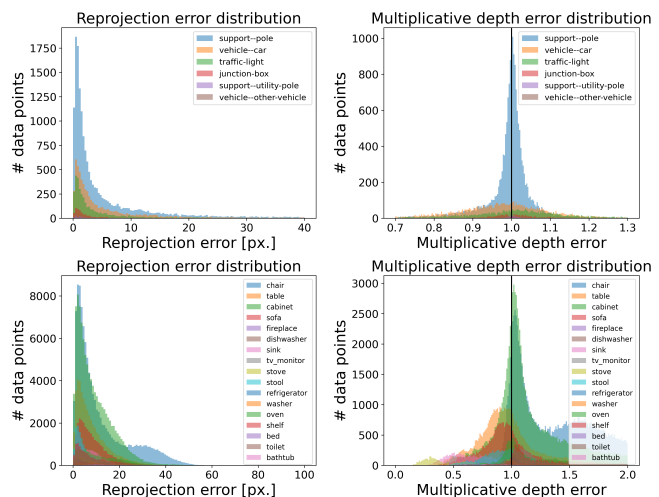 Reprojection error distribution
1750
1500
1250
1000
750
500
250
0
# data points
support--pole
vehicle--car
traffic-light
junction-box
support--utility-pole
vehicle--other-vehicle
0 10 20 30 40
Reprojection error [px.]
Multiplicative depth error distribution
1000
800
600
400
200
0
# data points
support--pole
vehicle--car
traffic-light
junction-box
support--utility-pole
vehicle--other-vehicle
0.7 0.8 0.9 1.0 1.1 1.2 1.3
Multiplicative depth error
Reprojection error distribution
8000
6000
4000
2000
0
# data points
chair
table
cabinet
sofa
fireplace
dishwasher
sink
tv_monitor
stove
stool
refrigerator
washer
oven
shelf
bed
toilet
bathtub
0 20 40 60 80 100
Reprojection error [px.]
Multiplicative depth error distribution
3000
2500
2000
1500
1000
500
0
# data points
chair
table
cabinet
sofa
fireplace
dishwasher
sink
tv_monitor
stove
stool
refrigerator
washer
oven
shelf
bed
toilet
bathtub
0.0 0.5 1.0 1.5 2.0
Multiplicative depth error